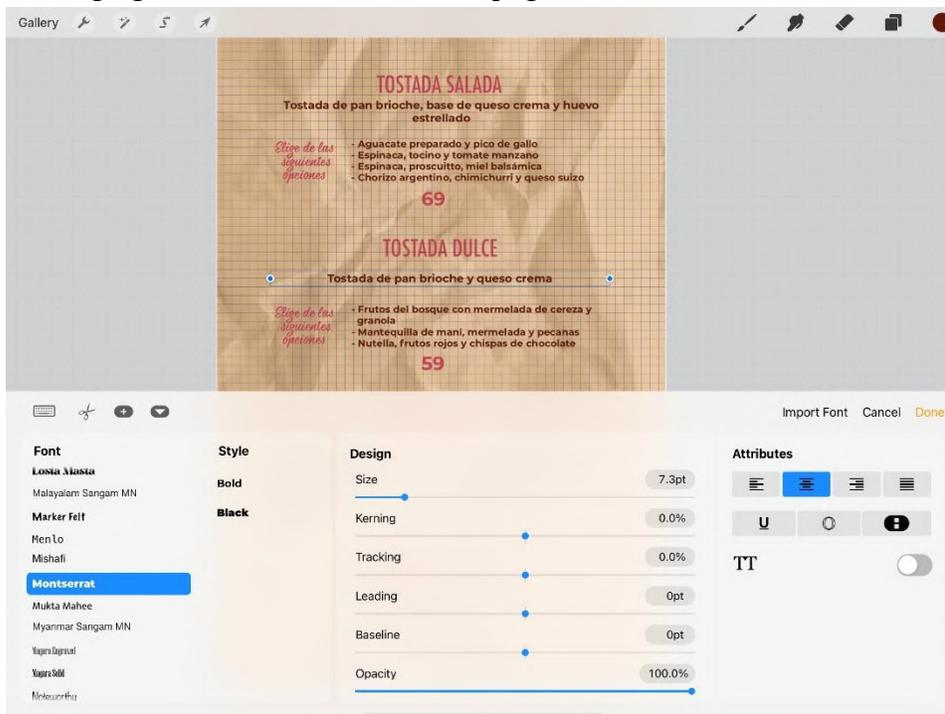 Gallery
TOSTADA SALADA
Tostada de pan brioche, base de queso crema y huevo
estrellado
Elige de las
siguientes
opciones
- Aguacate preparado y pico de gallo
- Espinaca, tocino y tomate manzano
- Espinaca, proscuitto, miel balsámica
- Chorizo argentino, chimichurri y queso suizo
69
TOSTADA DULCE
Tostada de pan brioche y queso crema
Elige de las
siguientes
opciones
- Frutos del bosque con mermelada de cereza y
granola
- Mantequilla de maní, mermelada y pecanas
- Nutella, frutos rojos y chispas de chocolate
59
Import Font Cancel Done
Font
Losta Masta
Malayalam Sangam MN
Marker Felt
Menlo
Mishafi
Montserrat
Mukta Mahee
Myanmar Sangam MN
Noteworthy
Style
Bold
Black
Design
Size 7.3pt
Kerning 0.0%
Tracking 0.0%
Leading 0pt
Baseline 0pt
Opacity 100.0%
Attributes
U O
TT